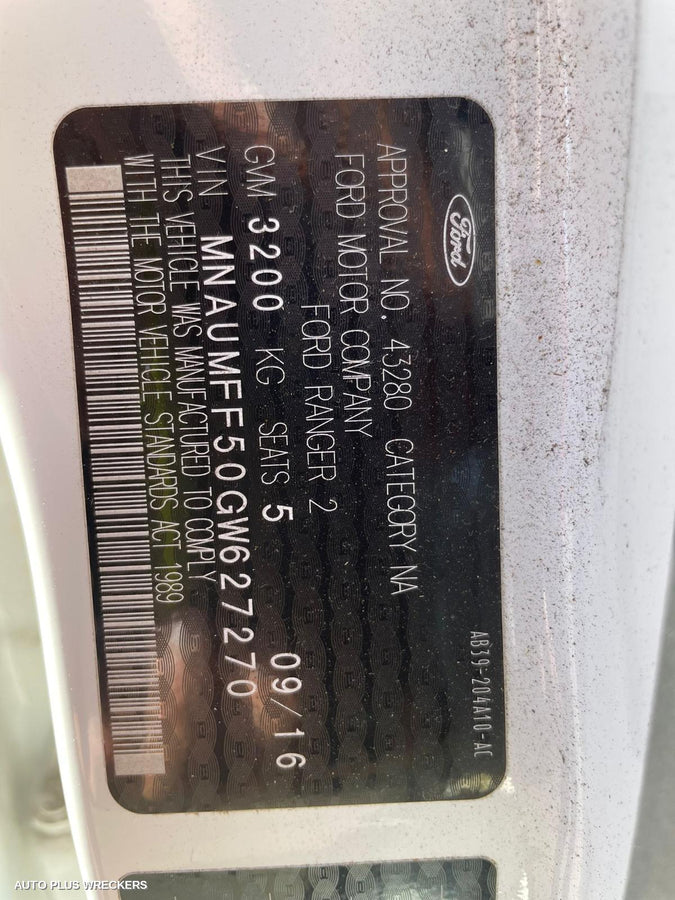 Ford
AB39-204A10-AC
APPROVAL NO. 43280 CATEGORY NA
FORD MOTOR COMPANY
FORD RANGER 2
09/16
GVM 3200 KG SEATS 5
VIN MNAUMFF50GW627270
THIS VEHICLE WAS MANUFACTURED TO COMPLY
WITH THE MOTOR VEHICLE STANDARDS ACT 1989
AUTO PLUS WRECKERS